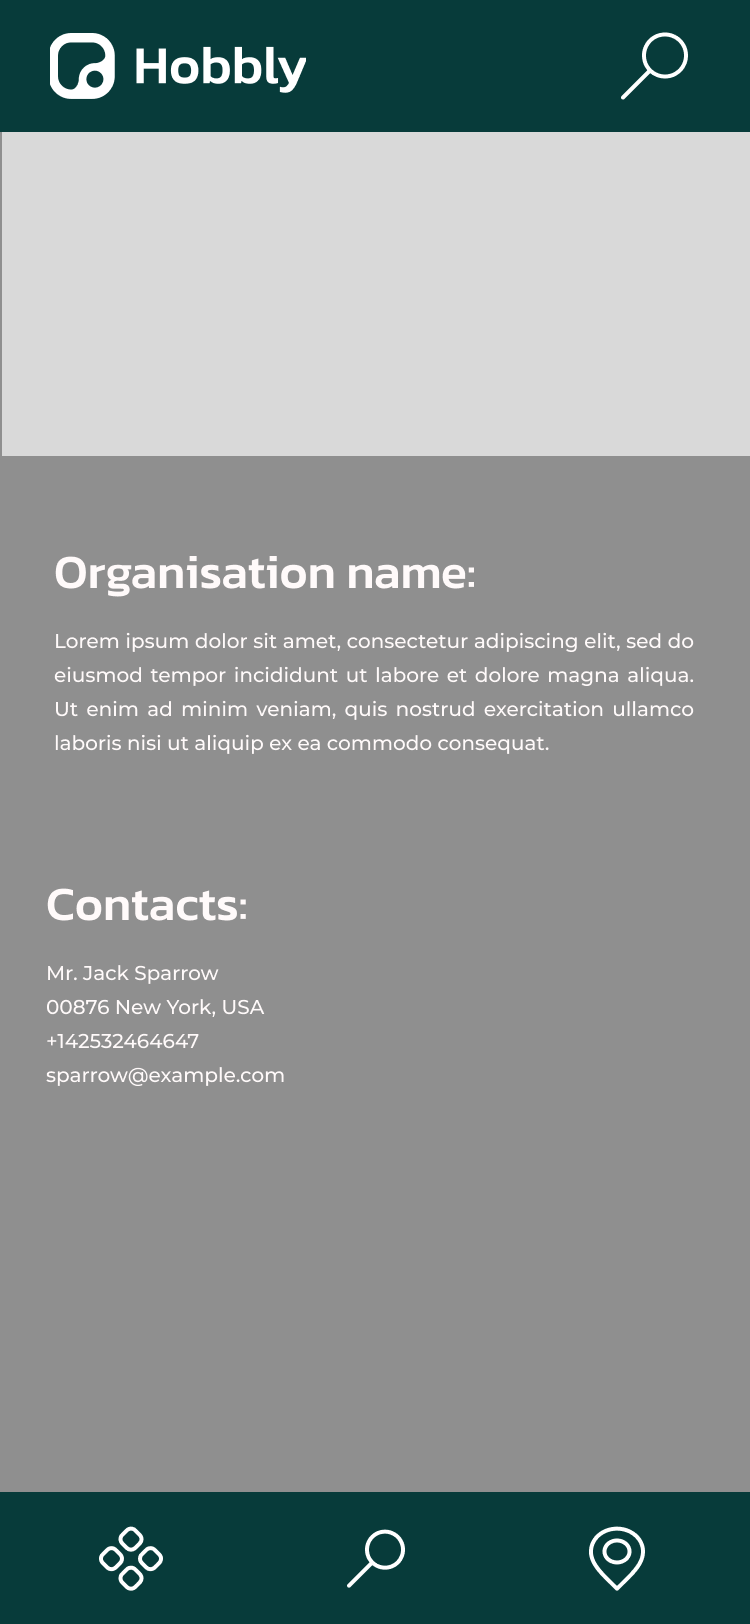 Hobbly
Organisation name:
Lorem ipsum dolor sit amet, consectetur adipiscing elit, sed do
eiusmod tempor incididunt ut labore et dolore magna aliqua.
Ut enim ad minim veniam, quis nostrud exercitation ullamco
laboris nisi ut aliquip ex ea commodo consequat.
Contacts:
Mr. Jack Sparrow
00876 New York, USA
+142532464647
sparrow@example.com